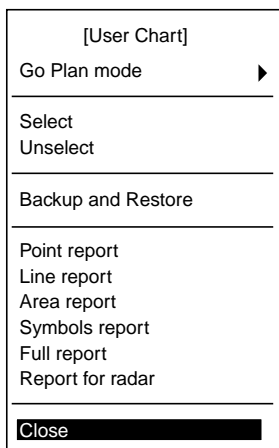 [User Chart]
Go Plan mode
Select
Unselect
Backup and Restore
Point report
Line report
Area report
Symbols report
Full report
Report for radar
Close